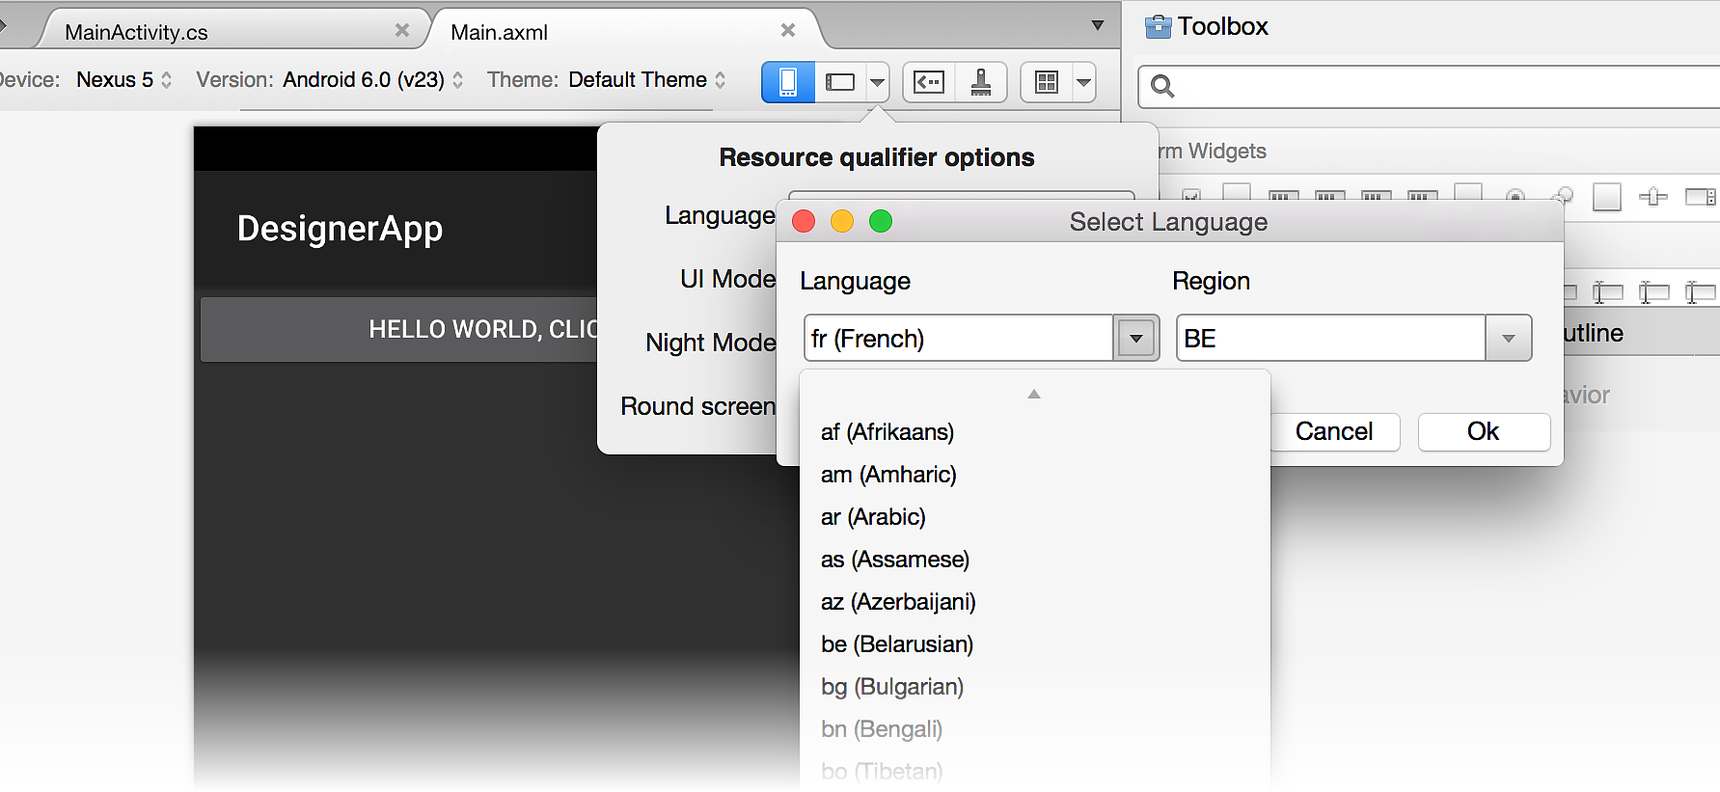 MainActivity.cs
Main.axml
Toolbox
Device: Nexus 5 Version: Android 6.0 (v23) Theme: Default Theme
Resource qualifier options
rm Widgets
DesignerApp
Language
Select Language
UI Mode
Language
Region
HELLO WORLD, CLIC
Night Mode
fr (French)
BE
utline
Round screen
avior
Cancel
Ok
af (Afrikaans)
am (Amharic)
ar (Arabic)
as (Assamese)
az (Azerbaijani)
be (Belarusian)
bg (Bulgarian)
bn (Bengali)
bo (Tibetan)